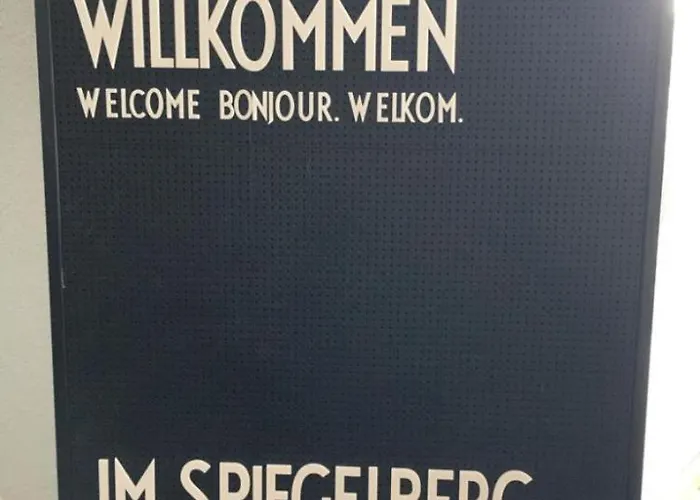 WILLKOMMEN
WELCOME BONJOUR. WELKOM.
IM SPIEGELBERG